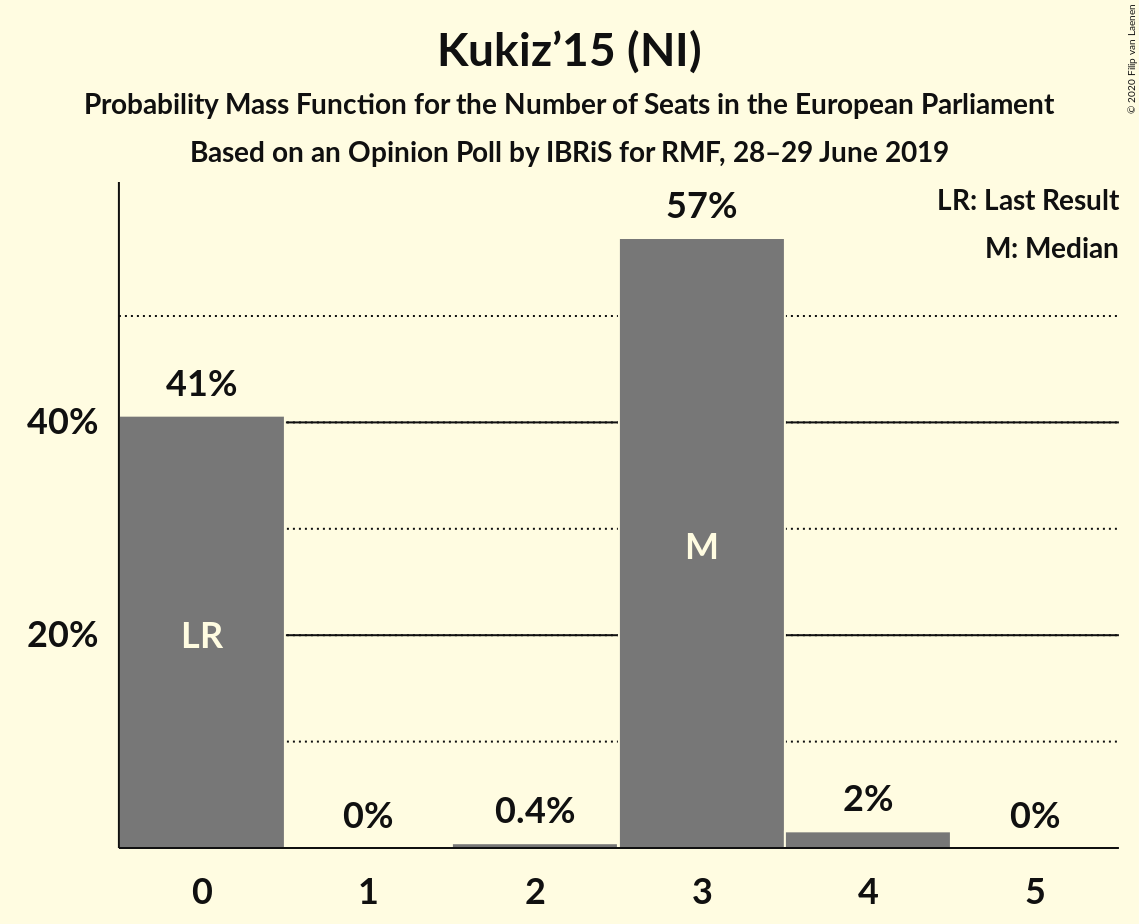 Kukiz’15 (NI)
Probability Mass Function for the Number of Seats in the European Parliament
Based on an Opinion Poll by IBRiS for RMF, 28–29 June 2019
© 2020 Filip van Laenen
LR: Last Result
M: Median
57%
41%
40%
M
LR
20%
0%
0.4%
2%
0%
0 1 2 3 4 5